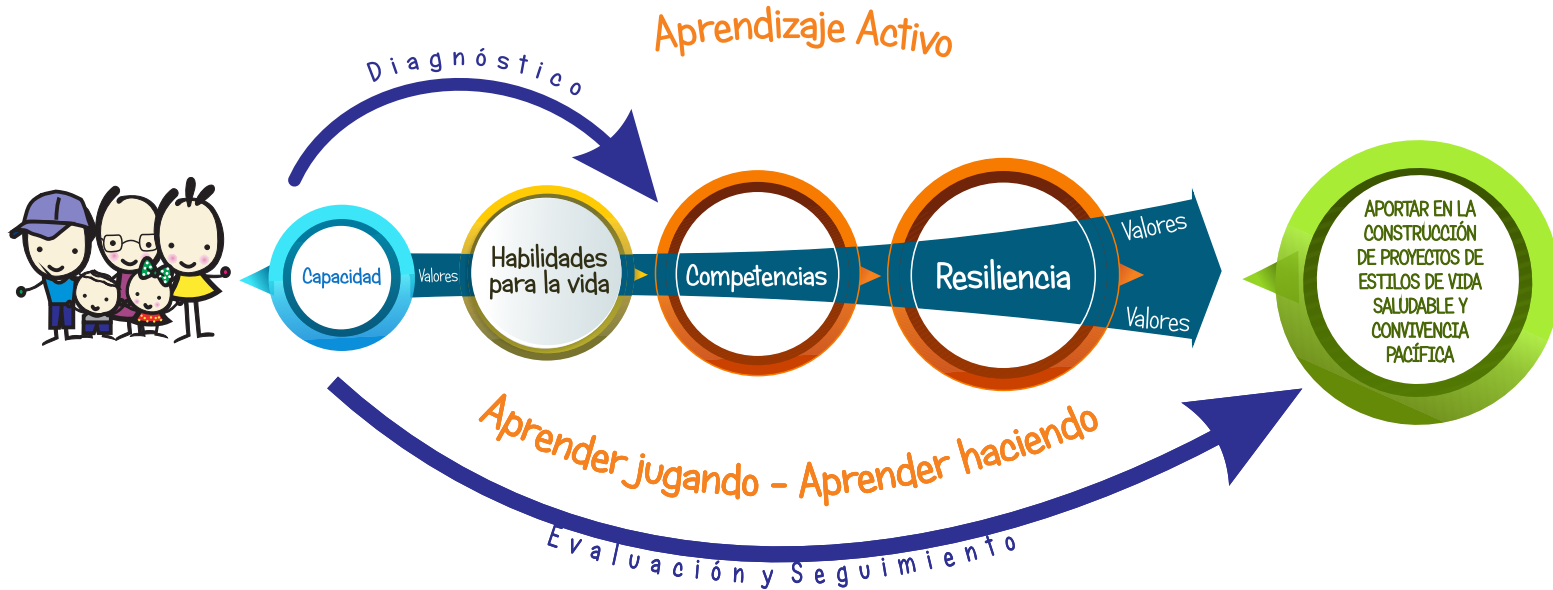 Aprendizaje Activo
Diagnóstico
Capacidad
Valores
Habilidades
para la vida
Competencias
Resiliencia
Valores
Valores
APORTAR EN LA
CONSTRUCCIÓN
DE PROYECTOS DE
ESTILOS DE VIDA
SALUDABLE Y
CONVIVENCIA
PACÍFICA
Aprender jugando - Aprender haciendo
Evaluación y Seguimiento